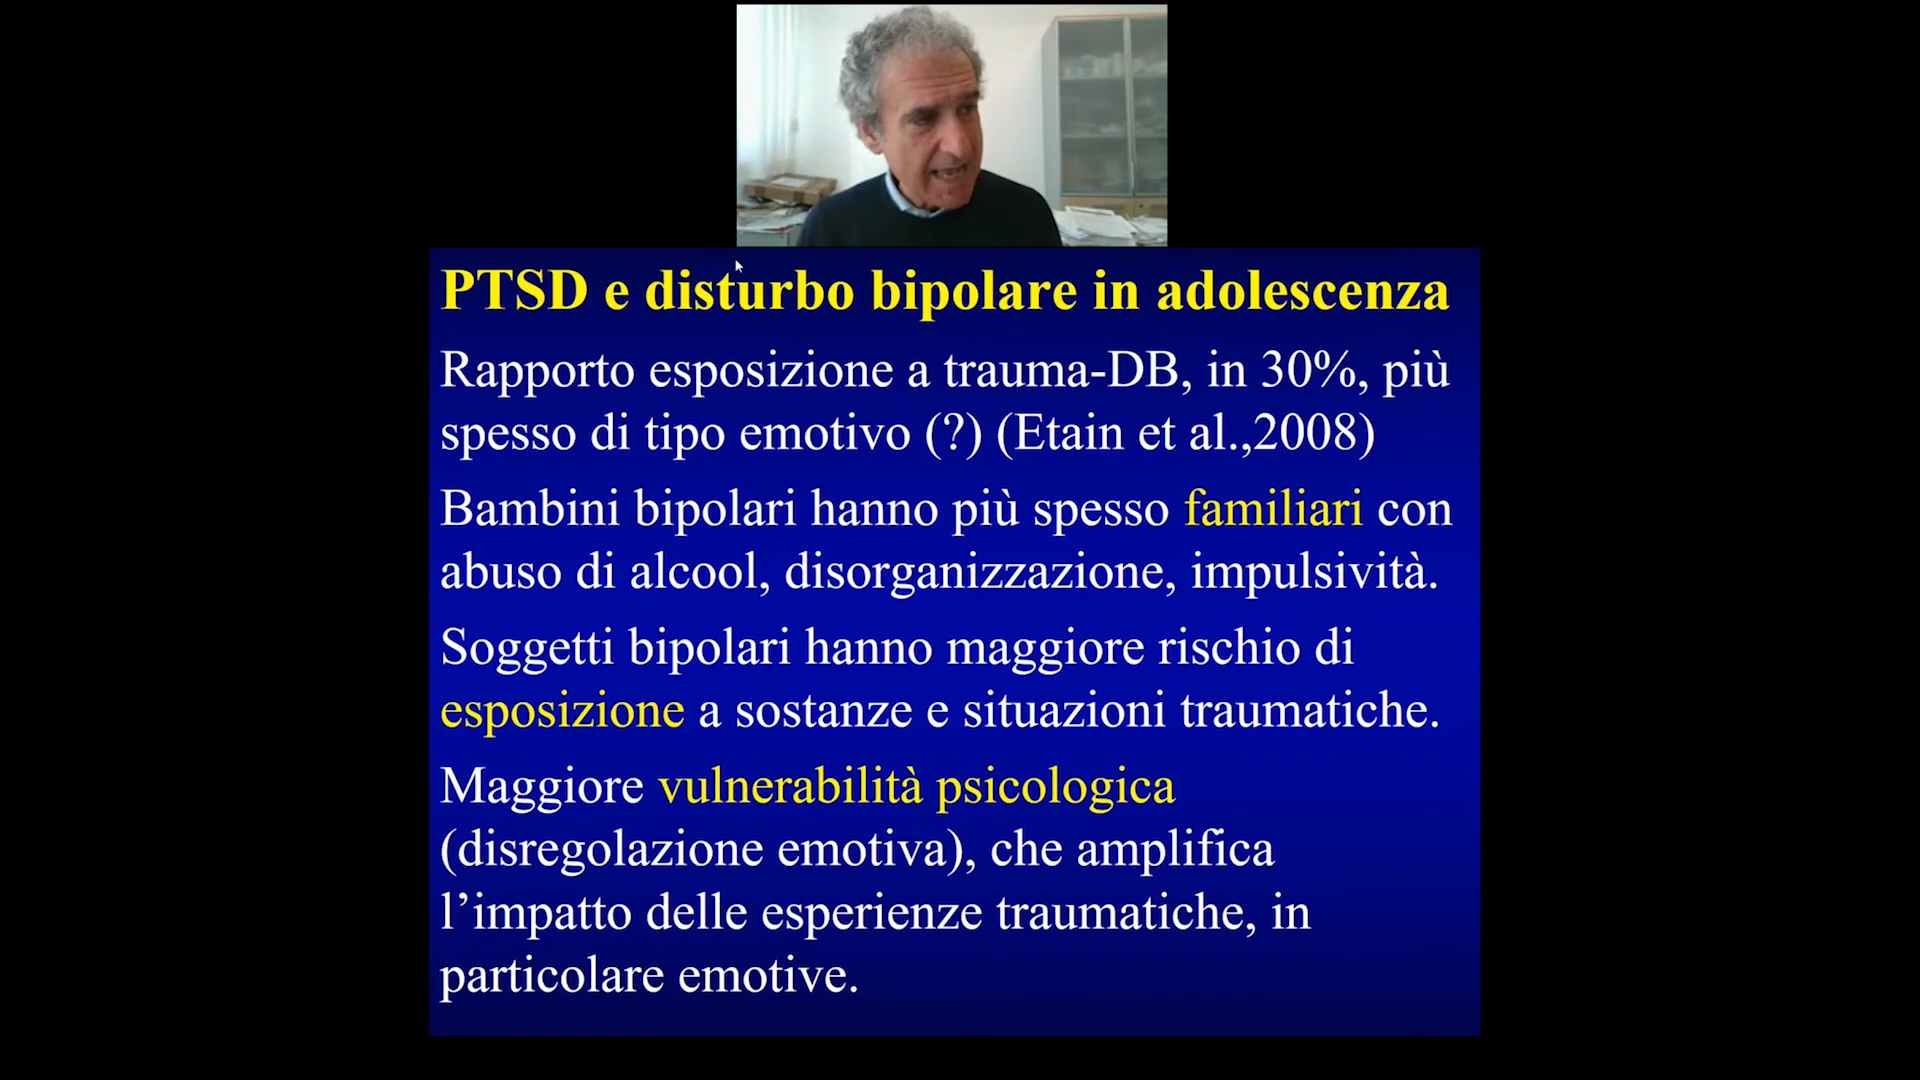 PTSD e disturbo bipolare in adolescenza
Rapporto esposizione a trauma-DB, in 30%, più
spesso di tipo emotivo (?) (Etain et al.,2008)
Bambini bipolari hanno più spesso familiari con
abuso di alcool, disorganizzazione, impulsività.
Soggetti bipolari hanno maggiore rischio di
esposizione a sostanze e situazioni traumatiche.
Maggiore vulnerabilità psicologica
(disregolazione emotiva), che amplifica
l’impatto delle esperienze traumatiche, in
particolare emotive.